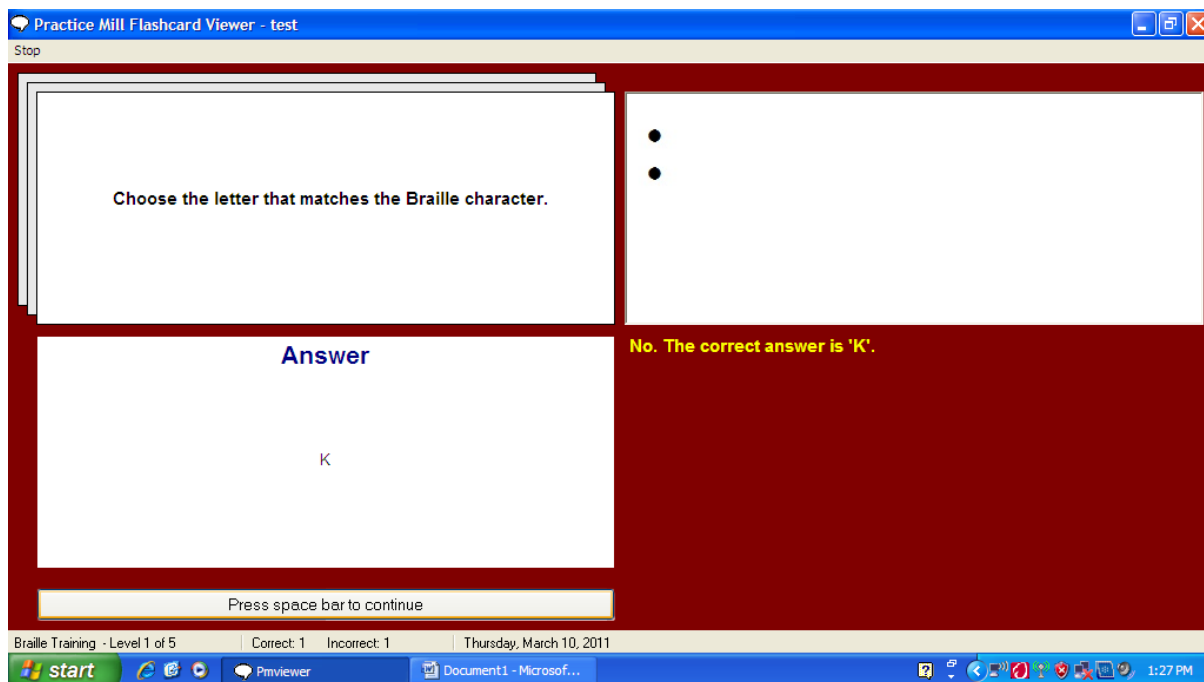 Practice Mill Flashcard Viewer - test
Stop
Choose the letter that matches the Braille character.
Answer
K
No. The correct answer is 'K'.
Press space bar to continue
Braille Training - Level 1 of 5 Correct: 1 Incorrect: 1 Thursday, March 10, 2011
start Pmviewer Document1 - Microsof... 1:27 PM